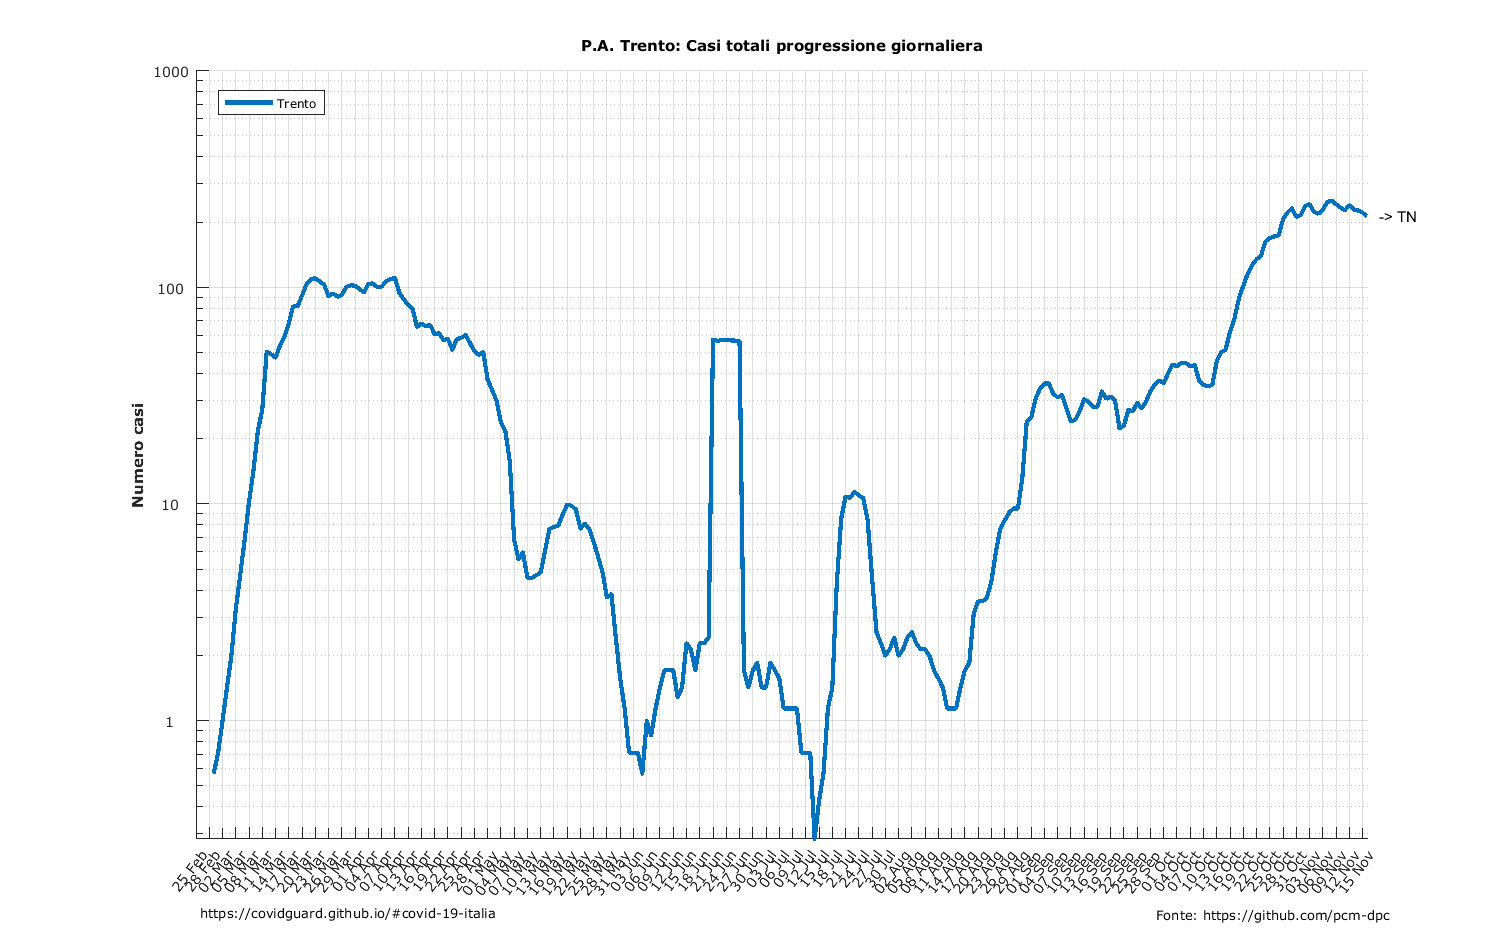 P.A. Trento: Casi totali progressione giornaliera
1000
Trento
-> TN
100
Numero casi
10
1
25 Feb
28 Feb
02 Mar
05 Mar
08 Mar
11 Mar
14 Mar
17 Mar
20 Mar
23 Mar
26 Mar
29 Mar
01 Apr
04 Apr
07 Apr
10 Apr
13 Apr
16 Apr
19 Apr
22 Apr
25 Apr
28 Apr
01 May
04 May
07 May
10 May
13 May
16 May
19 May
22 May
25 May
28 May
31 May
03 Jun
06 Jun
09 Jun
12 Jun
15 Jun
18 Jun
21 Jun
24 Jun
27 Jun
30 Jun
03 Jul
06 Jul
09 Jul
12 Jul
15 Jul
18 Jul
21 Jul
24 Jul
27 Jul
30 Jul
02 Aug
05 Aug
08 Aug
11 Aug
14 Aug
17 Aug
20 Aug
23 Aug
26 Aug
29 Aug
01 Sep
04 Sep
07 Sep
10 Sep
13 Sep
16 Sep
19 Sep
22 Sep
25 Sep
28 Sep
01 Oct
04 Oct
07 Oct
10 Oct
13 Oct
16 Oct
19 Oct
22 Oct
25 Oct
28 Oct
31 Oct
03 Nov
06 Nov
09 Nov
12 Nov
15 Nov
https://covidguard.github.io/#covid-19-italia
Fonte: https://github.com/pcm-dpc